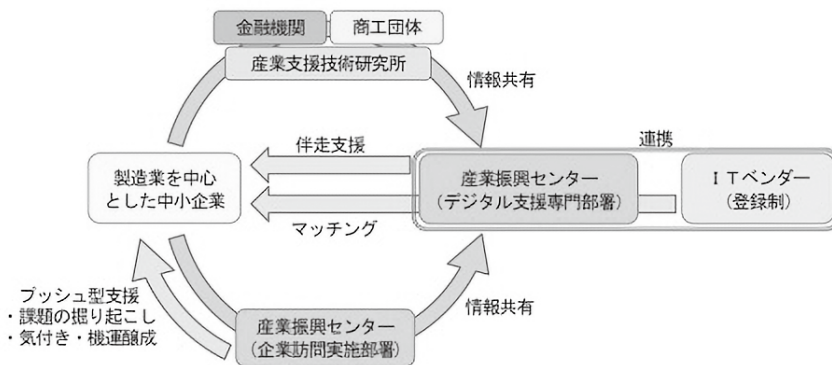 金融機関
商工団体
産業支援技術研究所
情報共有
伴走支援
連携
製造業を中心
とした中小企業
産業振興センター
(デジタル支援専門部署)
ITベンダー
(登録制)
マッチング
プッシュ型支援
・課題の掘り起こし
・気付き・機運醸成
産業振興センター
(企業訪問実施部署)
情報共有